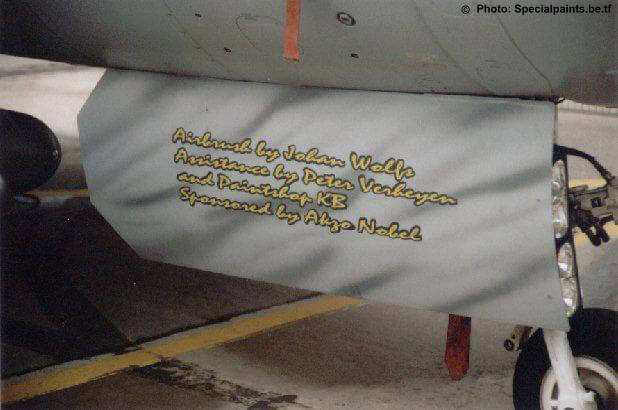 © Photo: Specialpaints.be.tf
Airbrush by Johan Wolfs
Assistance by Peter Verheyen
and Paintshop KB
Sponsored by Akzo Nobel